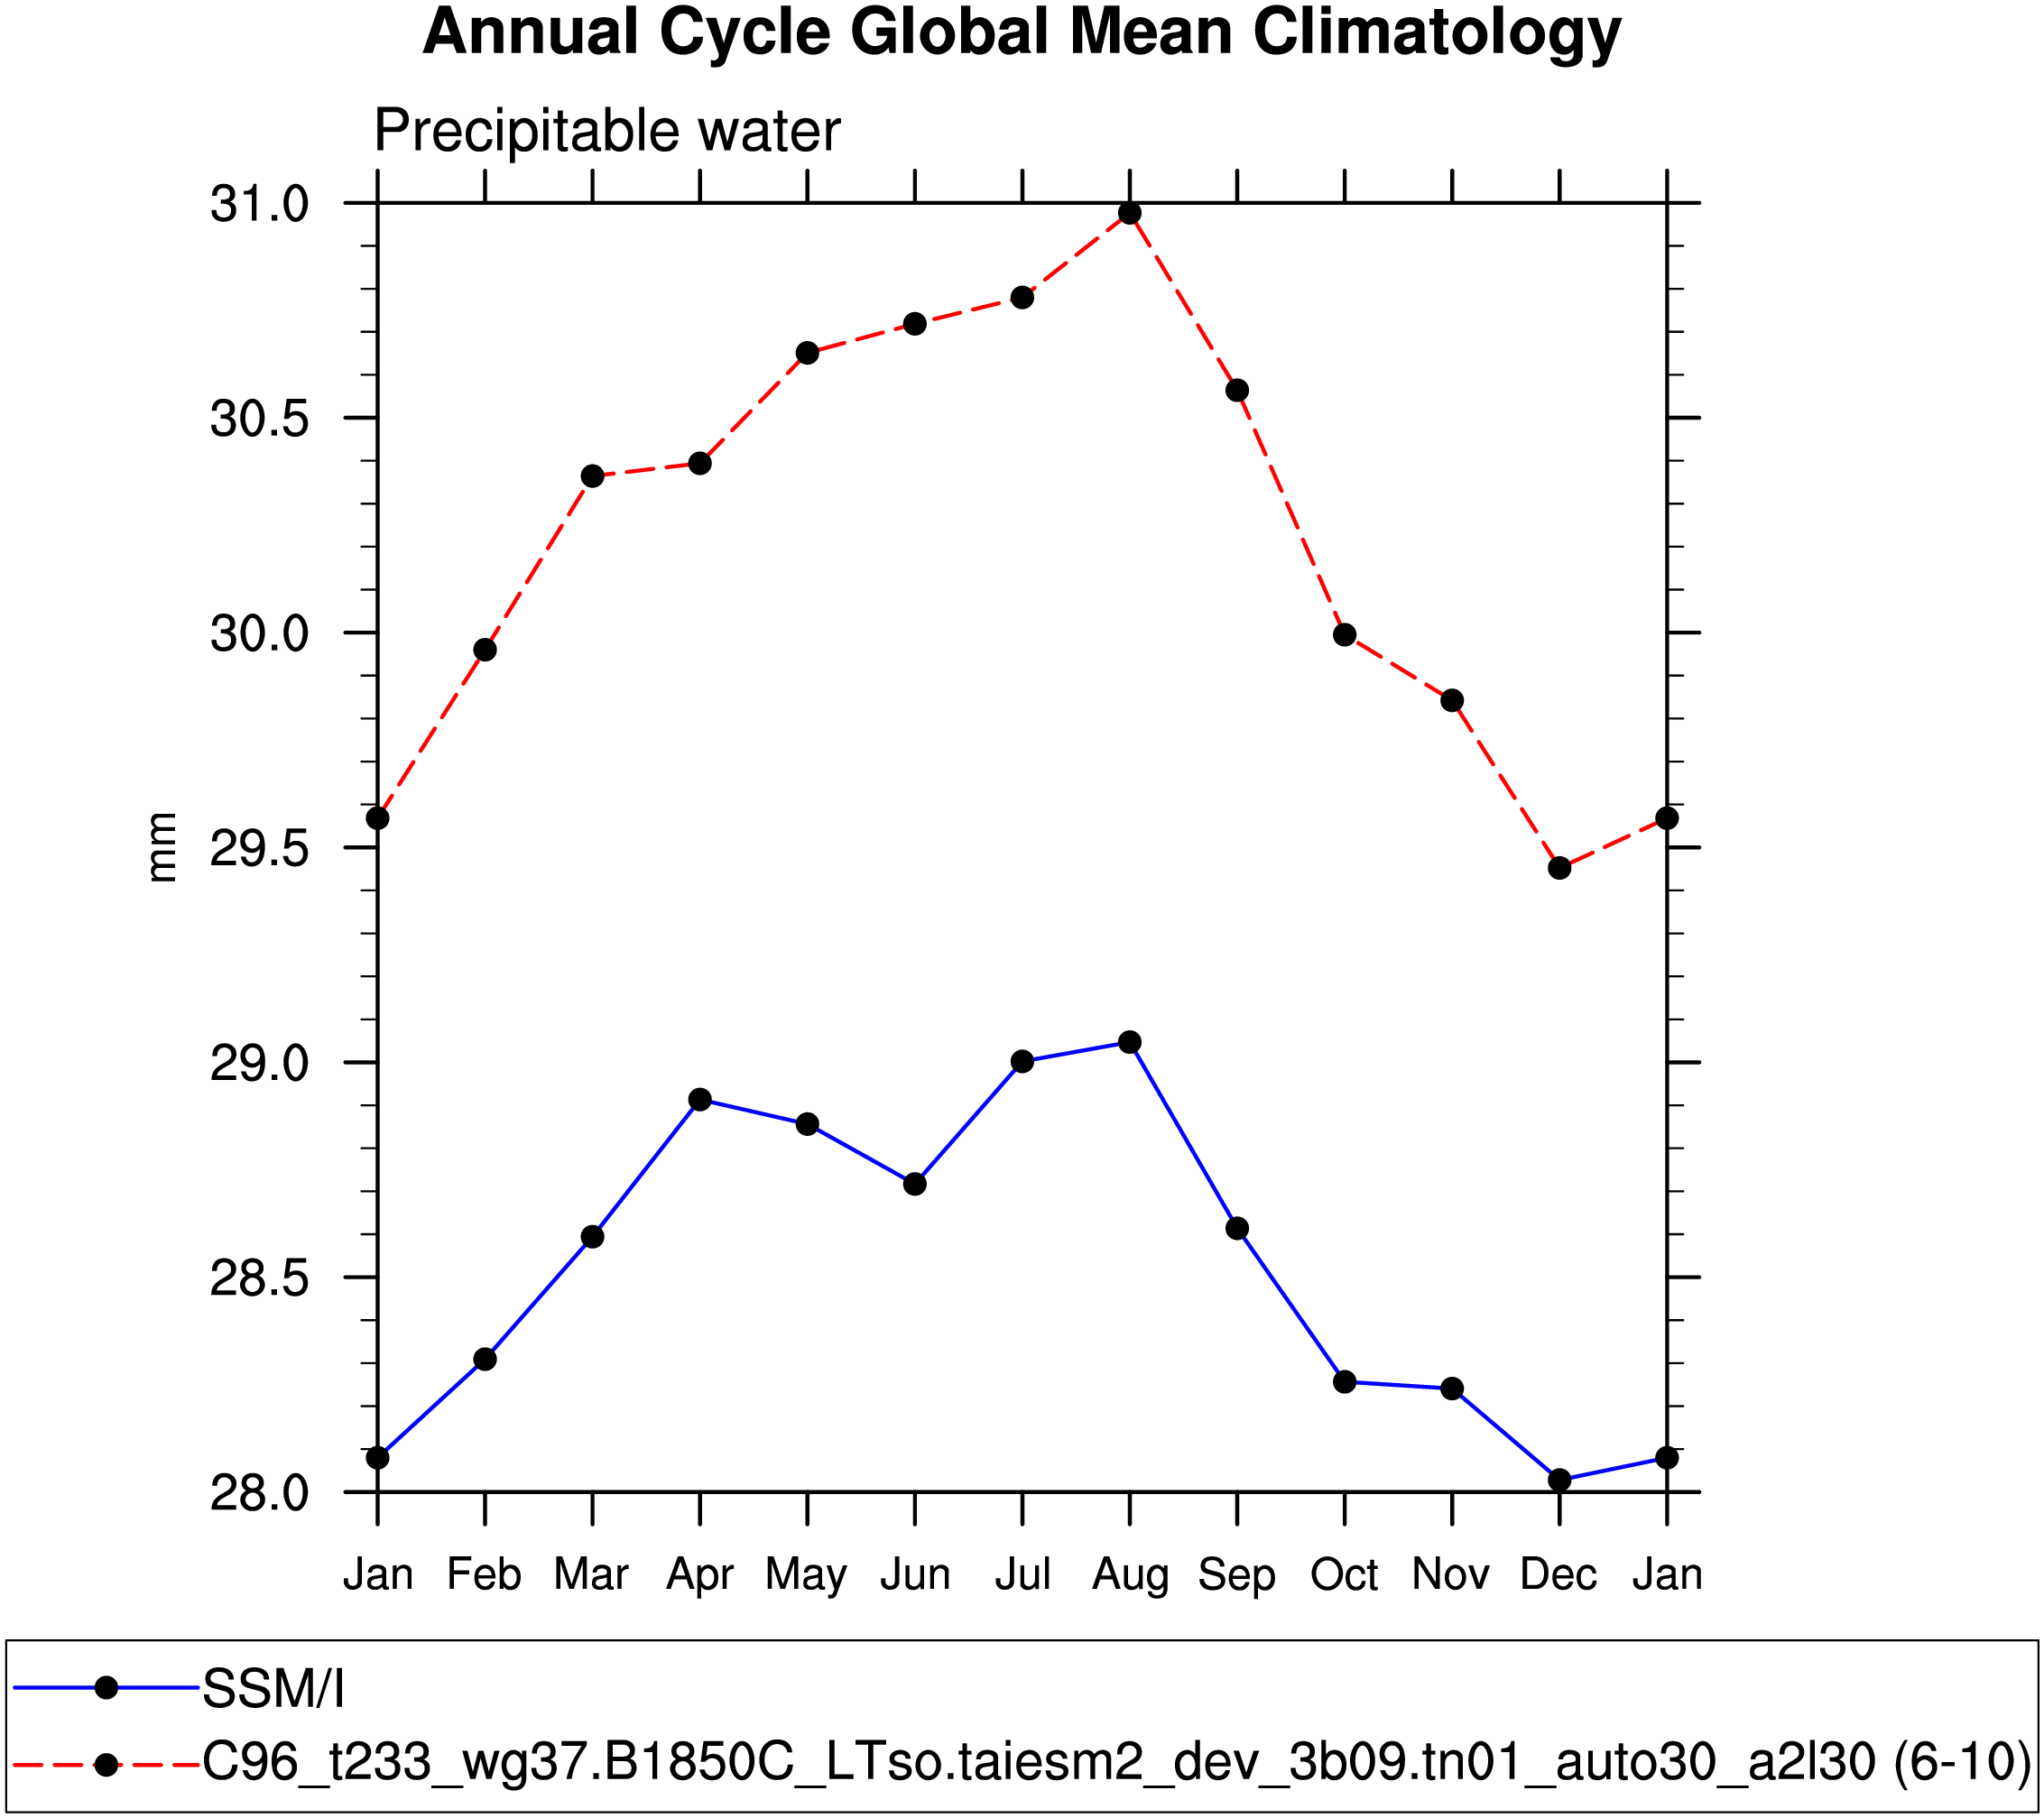 Annual Cycle Global Mean Climatology
Precipitable water
31.0
30.5
30.0
29.5
29.0
28.5
28.0
mm
Jan Feb Mar Apr May Jun Jul Aug Sep Oct Nov Dec Jan
SSM/I
C96_t233_wg37.B1850C_LTso.taiesm2_dev_3b09.tn01_auto30_a2l30 (6-10)